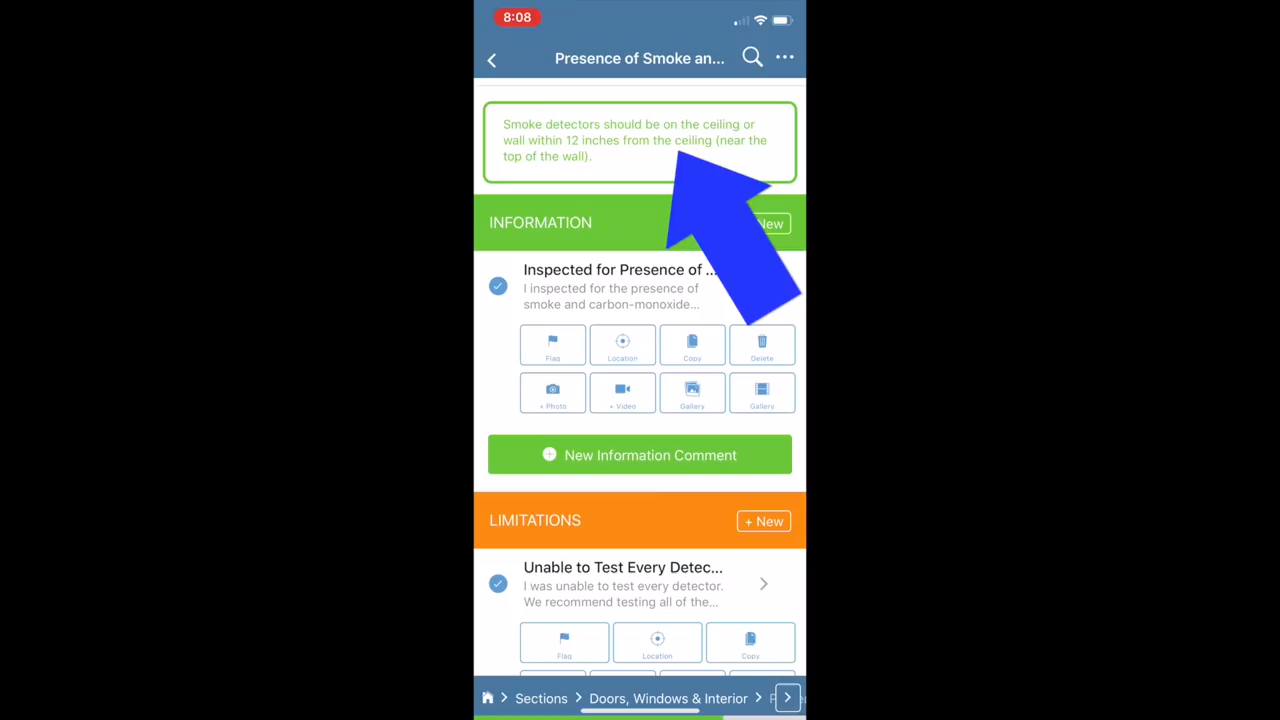 8:08
Presence of Smoke an...
Smoke detectors should be on the ceiling or
wall within 12 inches from the ceiling (near the
top of the wall).
INFORMATION
New
Inspected for Presence of ...
I inspected for the presence of
smoke and carbon-monoxide...
Flag Location Copy Delete
+ Photo + Video Gallery Gallery
New Information Comment
LIMITATIONS
+ New
Unable to Test Every Detec...
I was unable to test every detector.
We recommend testing all of the...
Flag Location Copy
Sections > Doors, Windows & Interior >